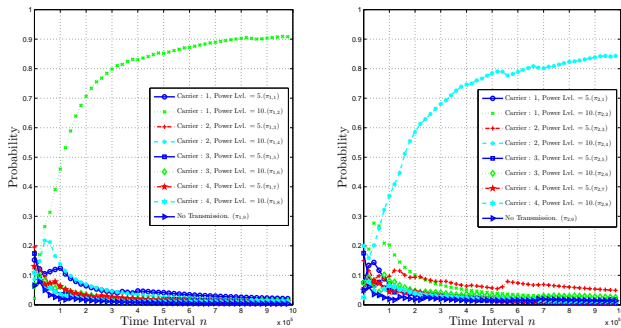 1
0.9
0.8
0.7
0.6
0.5
0.4
0.3
0.2
0.1
0
Probability
Carrier : 1, Power Lvl. = 5.(π1,1)
Carrier : 1, Power Lvl. = 10.(π1,2)
Carrier : 2, Power Lvl. = 5.(π1,3)
Carrier : 2, Power Lvl. = 10.(π1,4)
Carrier : 3, Power Lvl. = 5.(π1,5)
Carrier : 3, Power Lvl. = 10.(π1,6)
Carrier : 4, Power Lvl. = 5.(π1,7)
Carrier : 4, Power Lvl. = 10.(π1,8)
No Transmission. (π1,9)
1 2 3 4 5 6 7 8 9 10
Time Interval n
1
0.9
0.8
0.7
0.6
0.5
0.4
0.3
0.2
0.1
0
Probability
Carrier : 1, Power Lvl. = 5.(π2,1)
Carrier : 1, Power Lvl. = 10.(π2,2)
Carrier : 2, Power Lvl. = 5.(π2,3)
Carrier : 2, Power Lvl. = 10.(π2,4)
Carrier : 3, Power Lvl. = 5.(π2,5)
Carrier : 3, Power Lvl. = 10.(π2,6)
Carrier : 4, Power Lvl. = 5.(π2,7)
Carrier : 4, Power Lvl. = 10.(π2,8)
No Transmission. (π2,9)
1 2 3 4 5 6 7 8 9 10
Time Interval n